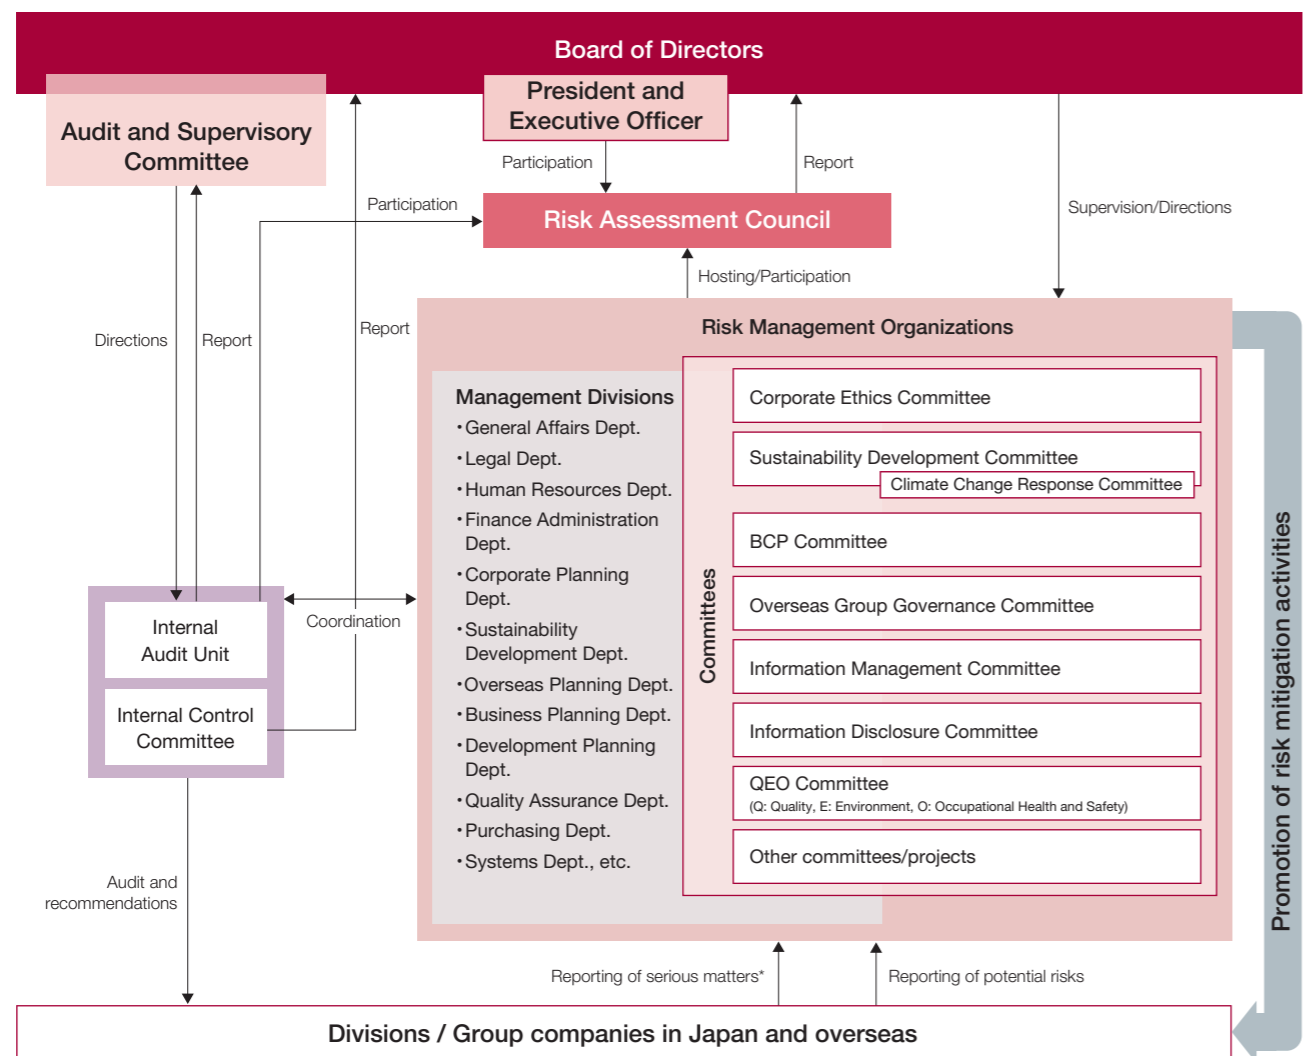 Board of Directors
President and
Executive Officer
Audit and Supervisory
Committee
Participation
Report
Participation
Risk Assessment Council
Supervision/Directions
Hosting/Participation
Directions
Report
Report
Risk Management Organizations
Management Divisions
・General Affairs Dept.
・Legal Dept.
・Human Resources Dept.
・Finance Administration
Dept.
・Corporate Planning
Dept.
・Sustainability
Development Dept.
・Overseas Planning Dept.
・Business Planning Dept.
・Development Planning
Dept.
・Quality Assurance Dept.
・Purchasing Dept.
・Systems Dept., etc.
Committees
Corporate Ethics Committee
Sustainability Development Committee
Climate Change Response Committee
BCP Committee
Overseas Group Governance Committee
Information Management Committee
Information Disclosure Committee
QEO Committee
(Q: Quality, E: Environment, O: Occupational Health and Safety)
Other committees/projects
Promotion of risk mitigation activities
Coordination
Internal
Audit Unit
Internal Control
Committee
Audit and
recommendations
Reporting of serious matters*
Reporting of potential risks
Divisions / Group companies in Japan and overseas